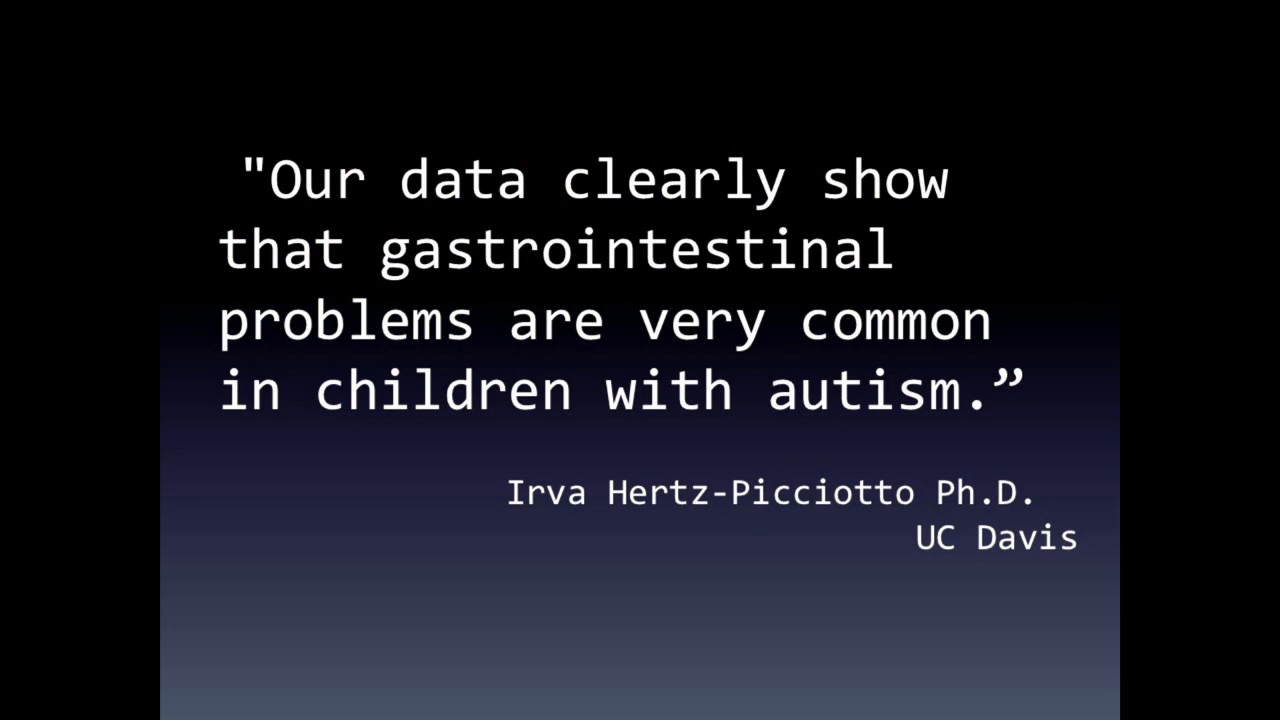 "Our data clearly show
that gastrointestinal
problems are very common
in children with autism.”
Irva Hertz-Picciotto Ph.D.
UC Davis